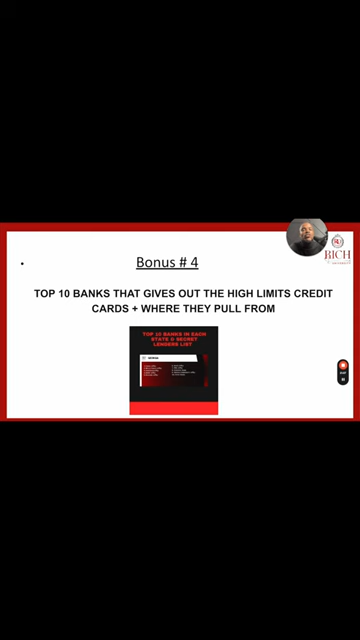 Bonus # 4
RICH
UNIVERSITY
TOP 10 BANKS THAT GIVES OUT THE HIGH LIMITS CREDIT
CARDS + WHERE THEY PULL FROM
TOP 10 BANKS IN EACH
STATE & SECRET
LENDERS LIST